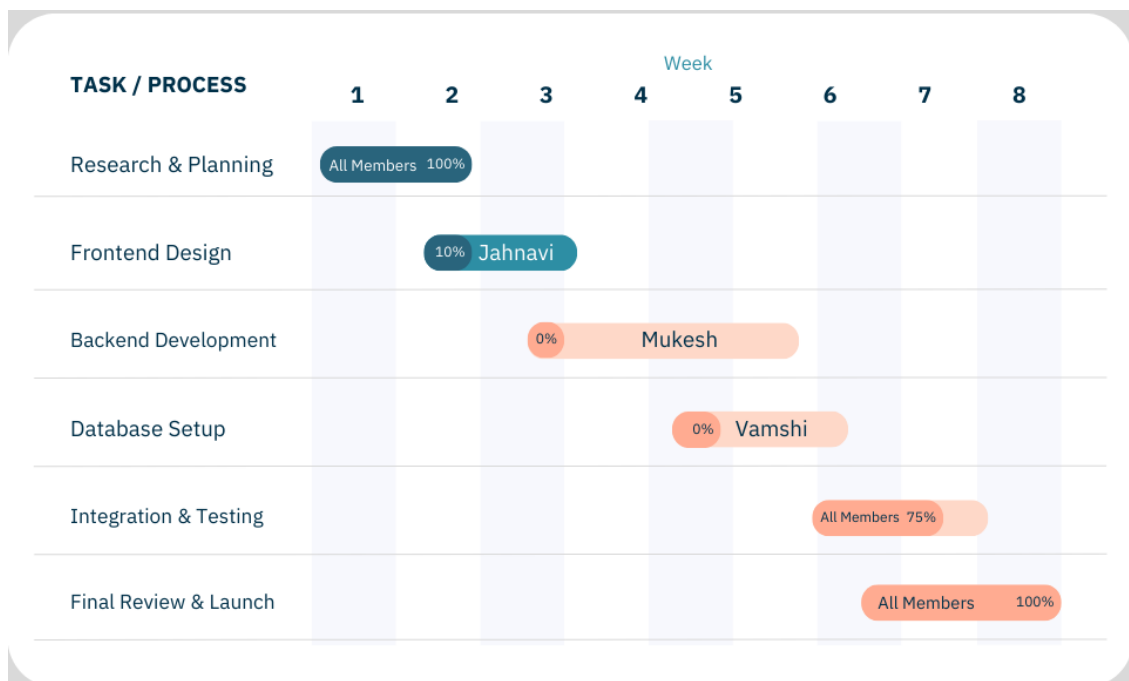 Week
TASK / PROCESS 1 2 3 4 5 6 7 8
Research & Planning All Members 100%
Frontend Design 10% Jahnavi
Backend Development 0% Mukesh
Database Setup 0% Vamshi
Integration & Testing All Members 75%
Final Review & Launch All Members 100%